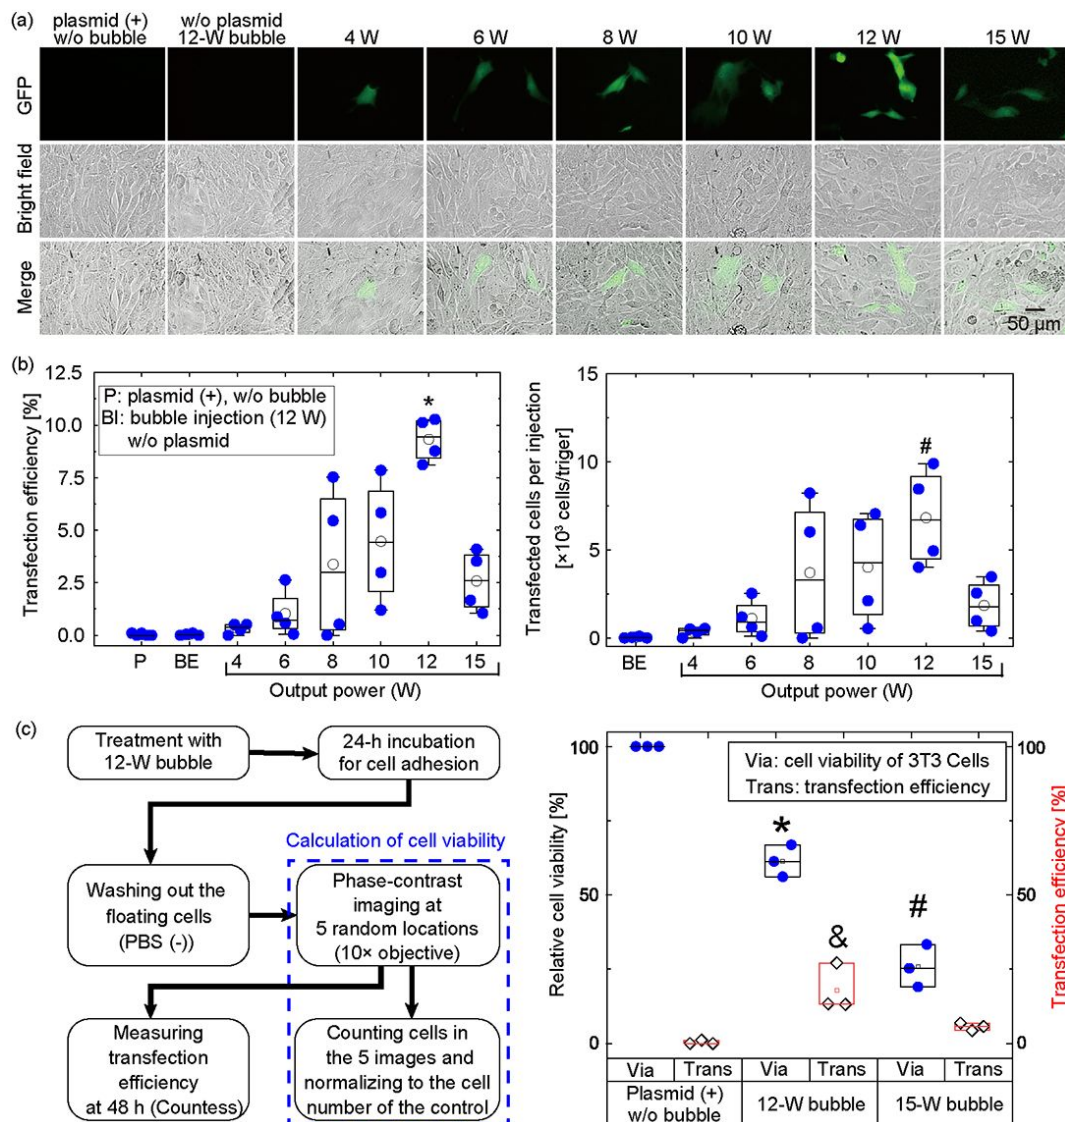 (a)
plasmid (+)
w/o bubble
w/o plasmid
12-W bubble
4 W
6 W
8 W
10 W
12 W
15 W
GFP
Bright field
Merge
50 µm
(b)
Transfection efficiency [%]
12.5
10.0
7.5
5.0
2.5
0.0
P: plasmid (+), w/o bubble
BI: bubble injection (12 W)
w/o plasmid
*
P
BE
4
6
8
10
12
15
Output power (W)
Transfected cells per injection
[×10³ cells/triger]
15
10
5
0
#
BE
4
6
8
10
12
15
Output power (W)
(c)
Treatment with
12-W bubble
24-h incubation
for cell adhesion
Calculation of cell viability
Washing out the
floating cells
(PBS (-))
Phase-contrast
imaging at
5 random locations
(10× objective)
Measuring
transfection
efficiency
at 48 h (Countess)
Counting cells in
the 5 images and
normalizing to the cell
number of the control
Relative cell viability [%]
100
50
0
Via: cell viability of 3T3 Cells
Trans: transfection efficiency
*
&
#
100
50
0
Transfection efficiency [%]
Via
Trans
Via
Trans
Via
Trans
Plasmid (+)
w/o bubble
12-W bubble
15-W bubble